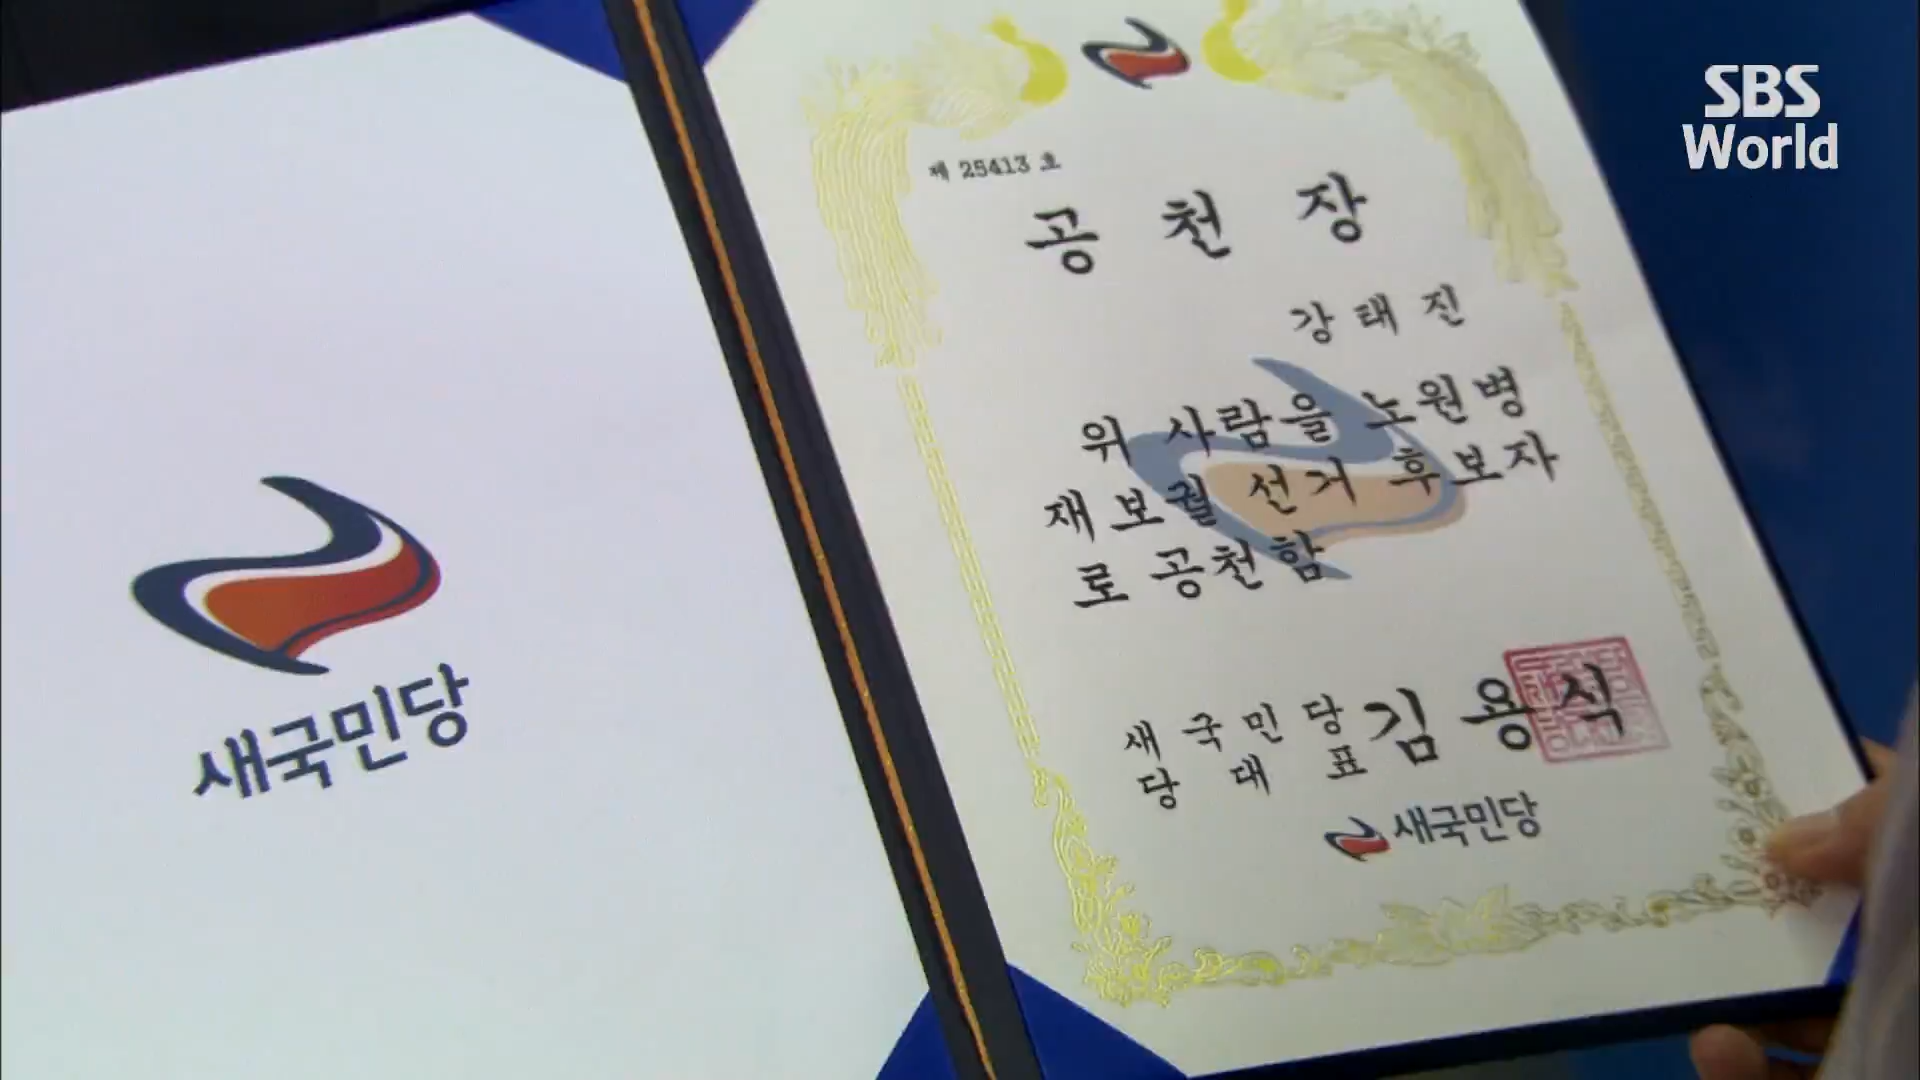 SBS
World
새국민당
제 25413 호
공천장
강태진
위 사람을 노원병
재보궐 선거 후보자
로 공천함
새국민당
당대표
김용식
새국민당